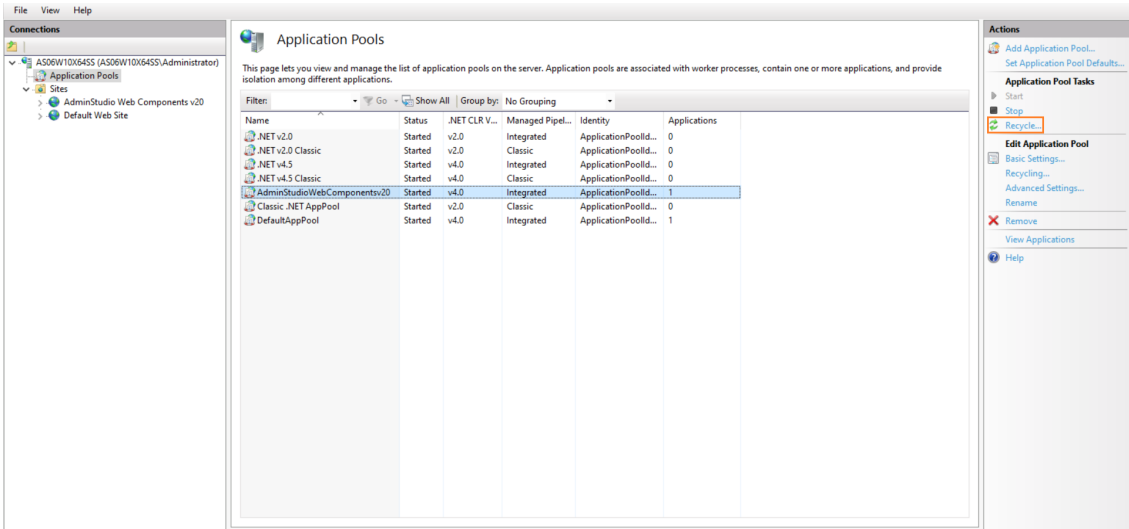 File View Help
Connections
AS06W10X64SS (AS06W10X64SS\Administrator)
Application Pools
Sites
AdminStudio Web Components v20
Default Web Site
Application Pools
This page lets you view and manage the list of application pools on the server. Application pools are associated with worker processes, contain one or more applications, and provide
isolation among different applications.
Filter: Go Show All Group by: No Grouping
Name Status .NET CLR V... Managed Pipel... Identity Applications
.NET v2.0 Started v2.0 Integrated ApplicationPoolId... 0
.NET v2.0 Classic Started v2.0 Classic ApplicationPoolId... 0
.NET v4.5 Started v4.0 Integrated ApplicationPoolId... 0
.NET v4.5 Classic Started v4.0 Classic ApplicationPoolId... 0
AdminStudioWebComponentsv20 Started v4.0 Integrated ApplicationPoolId... 1
Classic .NET AppPool Started v2.0 Classic ApplicationPoolId... 0
DefaultAppPool Started v4.0 Integrated ApplicationPoolId... 1
Actions
Add Application Pool...
Set Application Pool Defaults...
Application Pool Tasks
Start
Stop
Recycle...
Edit Application Pool
Basic Settings...
Recycling...
Advanced Settings...
Rename
Remove
View Applications
Help